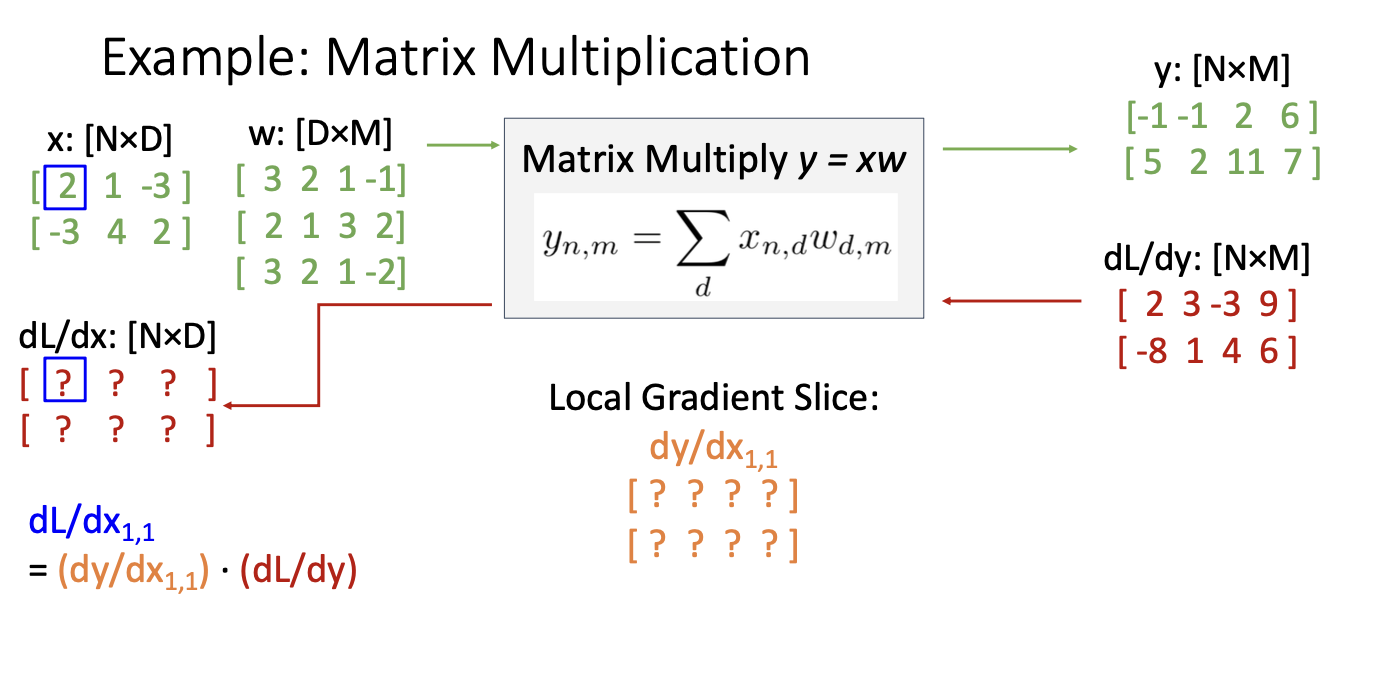 Example: Matrix Multiplication
x: [N×D]
[ 2 1 -3 ]
[ -3 4 2 ]
w: [D×M]
[ 3 2 1 -1]
[ 2 1 3 2]
[ 3 2 1 -2]
Matrix Multiply y = xw
y_{n,m} = ∑_d x_{n,d}w_{d,m}
y: [N×M]
[-1 -1 2 6 ]
[ 5 2 11 7 ]
dL/dy: [N×M]
[ 2 3 -3 9 ]
[ -8 1 4 6 ]
dL/dx: [N×D]
[ ? ? ? ]
[ ? ? ? ]
Local Gradient Slice:
dy/dx_{1,1}
[ ? ? ? ? ]
[ ? ? ? ? ]
dL/dx_{1,1}
= (dy/dx_{1,1}) · (dL/dy)